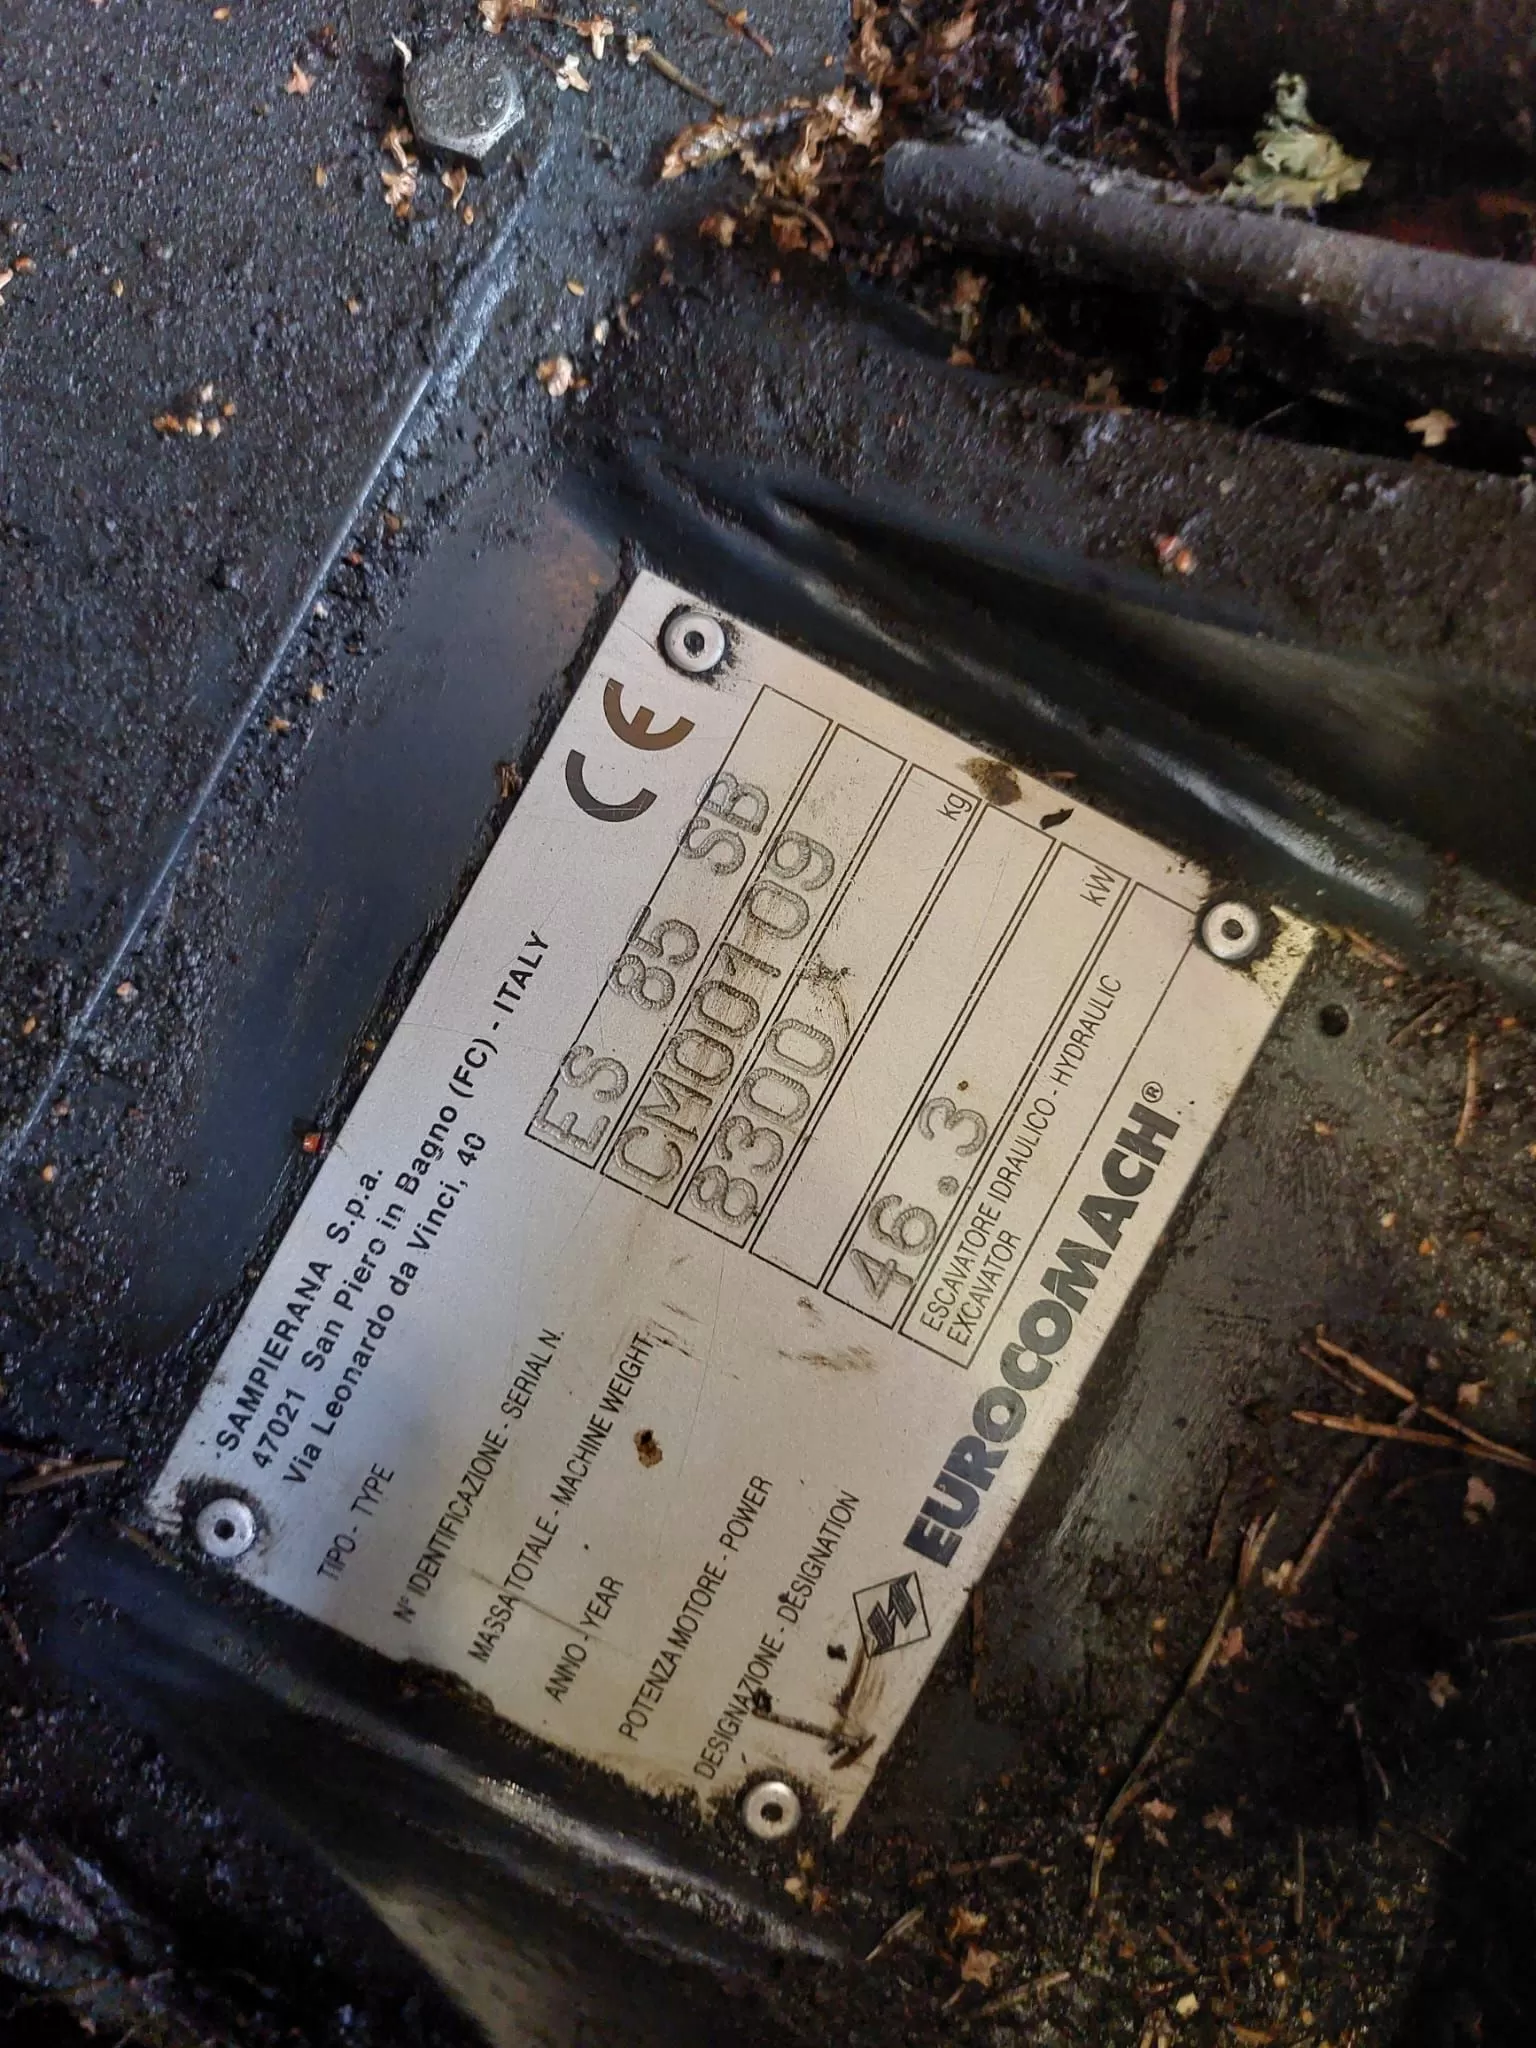 SAMPIERANA S.p.a.
47021 San Piero in Bagno (FC) - ITALY
Via Leonardo da Vinci, 40
CE
TIPO - TYPE ES 85 SB
N° IDENTIFICAZIONE - SERIAL N. CM00109
MASSA TOTALE - MACHINE WEIGHT 8300 kg
ANNO - YEAR
POTENZA MOTORE - POWER 46.3 kW
DESIGNAZIONE - DESIGNATION ESCAVATORE IDRAULICO - HYDRAULIC
EXCAVATOR
EUROCOMACH®